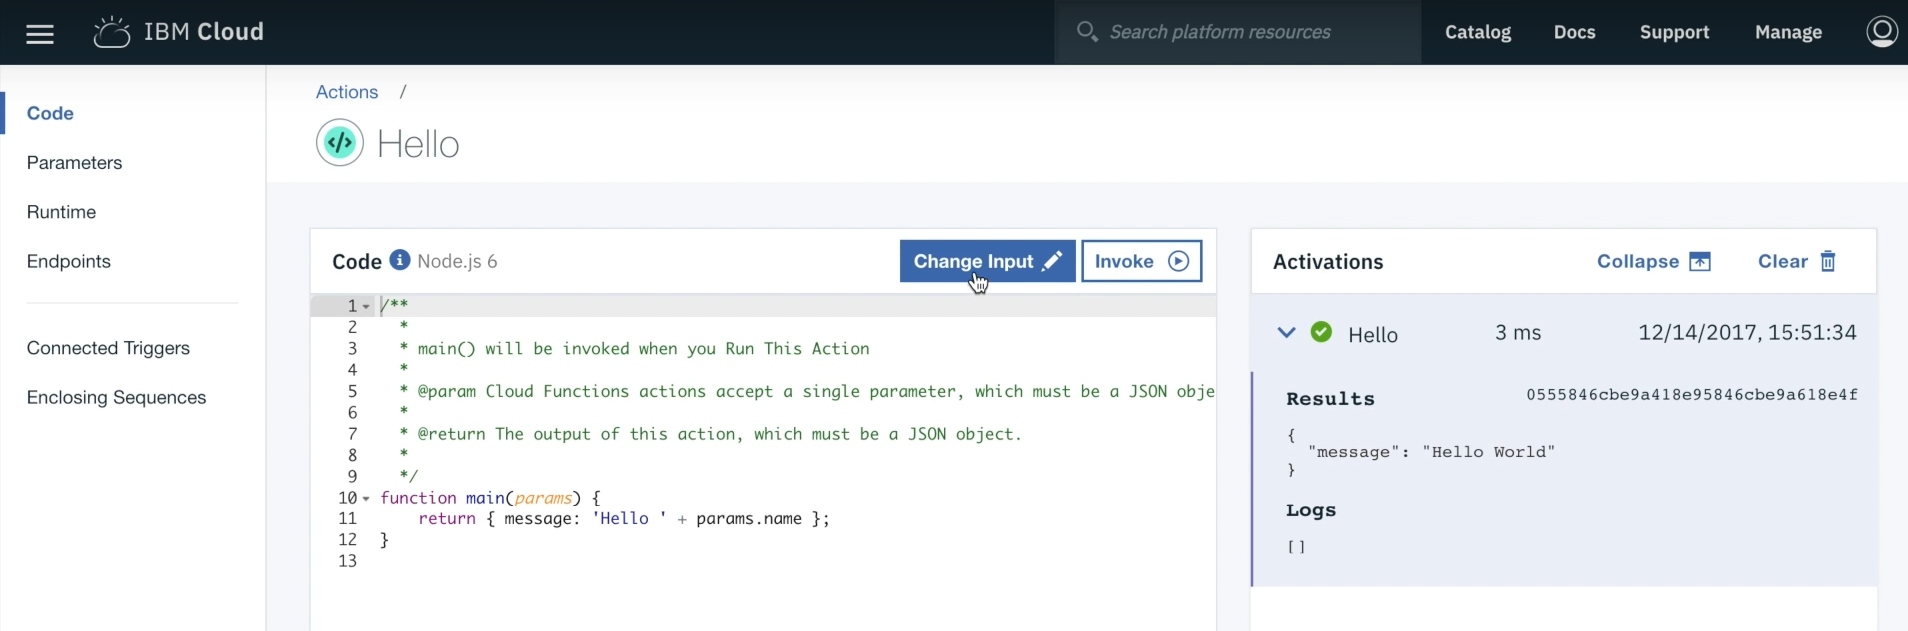 IBM Cloud
Search platform resources
Catalog
Docs
Support
Manage
Code
Parameters
Runtime
Endpoints
Connected Triggers
Enclosing Sequences
Actions /
</> Hello
Code i Node.js 6
Change Input
Invoke
1 /**
2 *
3 * main() will be invoked when you Run This Action
4 *
5 * @param Cloud Functions actions accept a single parameter, which must be a JSON obje
6 *
7 * @return The output of this action, which must be a JSON object.
8 *
9 */
10 function main(params) {
11 return { message: 'Hello ' + params.name };
12 }
13
Activations
Collapse
Clear
Hello 3 ms 12/14/2017, 15:51:34
Results 0555846cbe9a418e95846cbe9a618e4f
{
"message": "Hello World"
}
Logs
[]